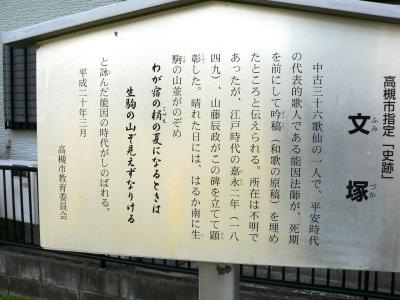 高槻市指定「史跡」
文塚
ふみ づか
中古三十六歌仙の一人で、平安時代
の代表的歌人である能因法師が、死期
を前にして吟稿（和歌の原稿）を埋め
たところと伝えられる。所在は不明で
あったが、江戸時代の嘉永二年（一八
四九）、山藤辰政がこの碑を立てて顕
彰した。晴れた日には、はるか南に生
駒の山並がのぞめ
わが宿の梢の夏になるときは
生駒の山ぞ見えずなりける
と詠んだ能因の時代がしのばれる。
平成二十年三月
高槻市教育委員会